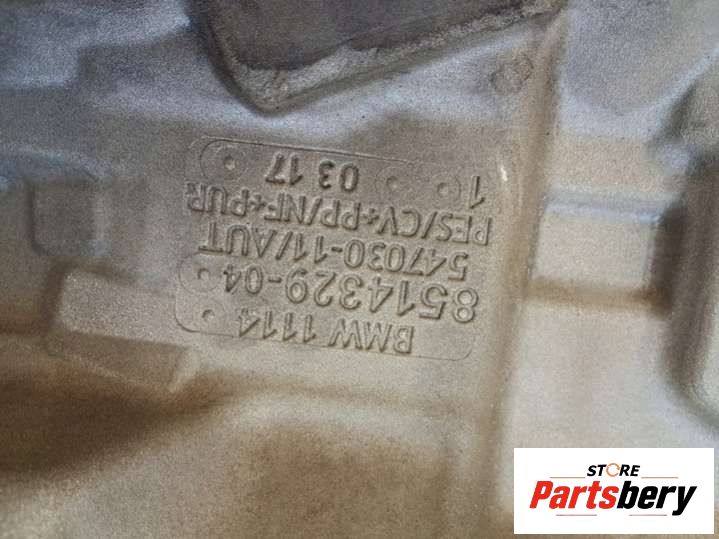 BMW 1114
8514329-04
547030-11/AUT
PES/CV+PP/NF+PUR
1 03 17
STORE
Partsbery